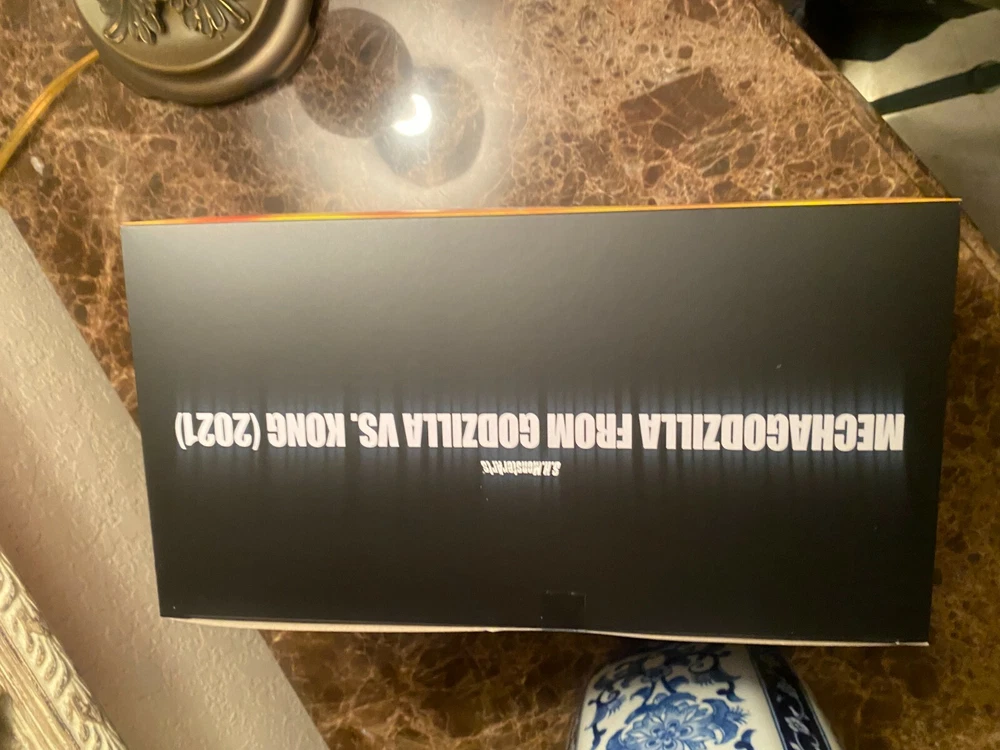 S.H.MonsterArts
MECHAGODZILLA FROM GODZILLA VS. KONG (2021)